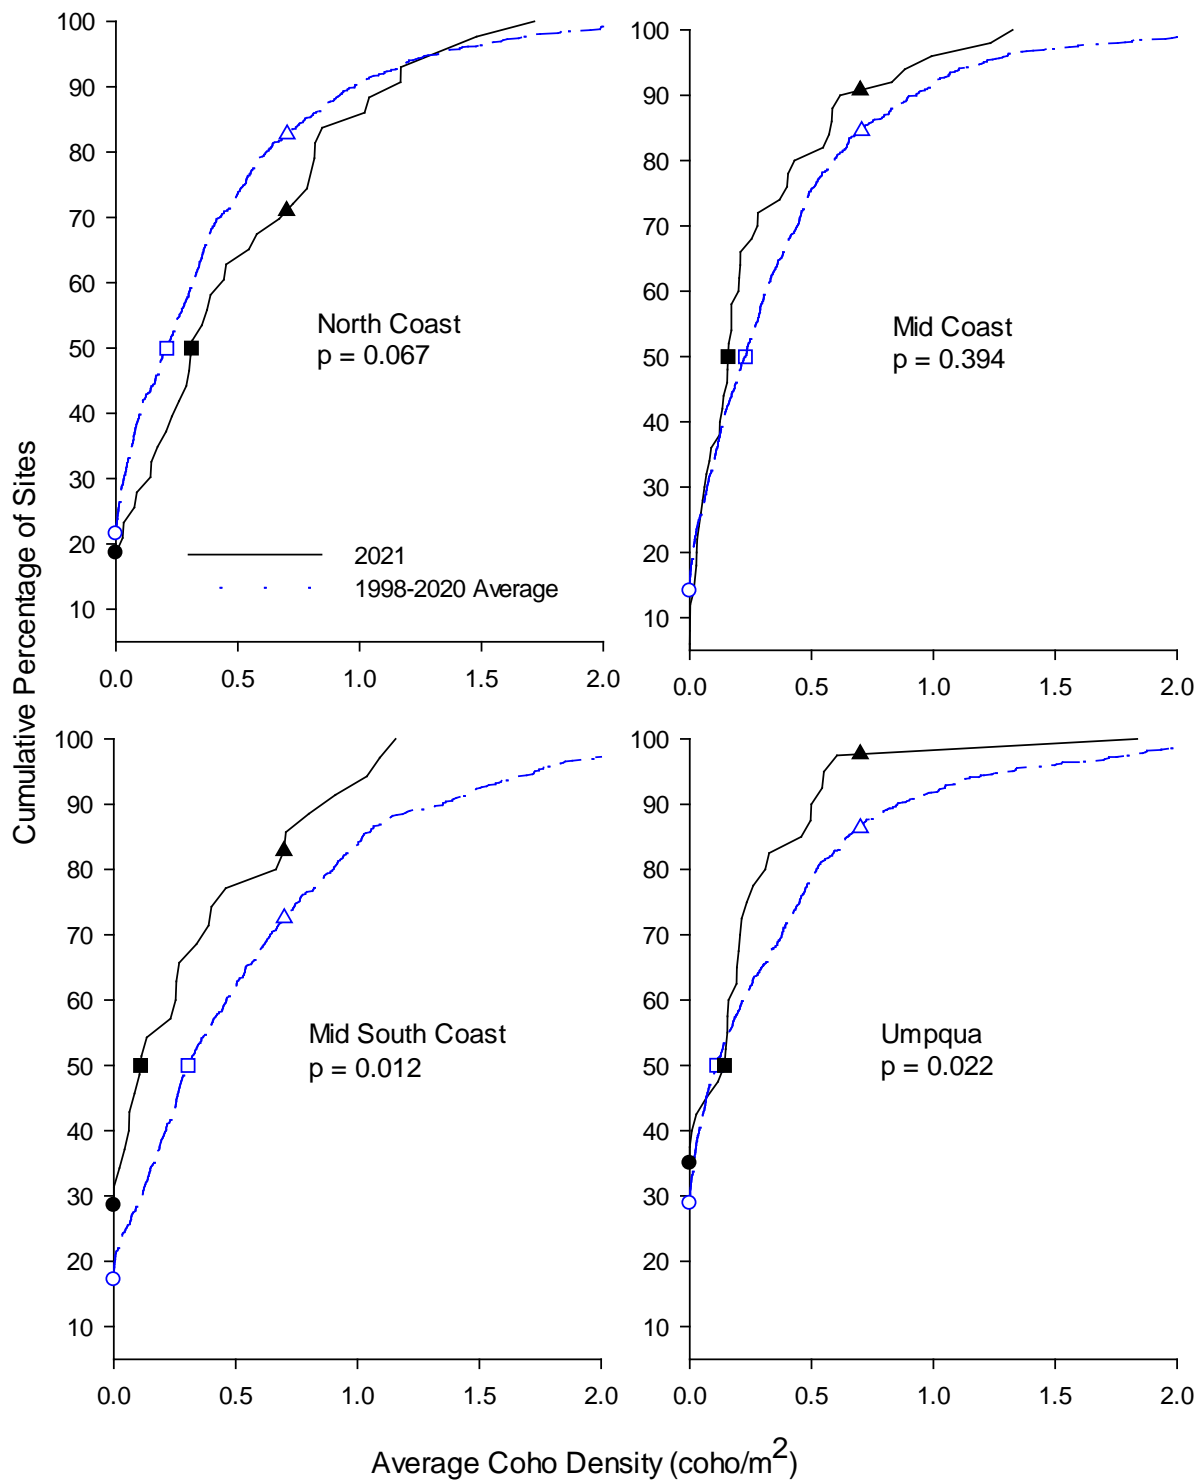 Cumulative Percentage of Sites
100
90
80
70
60
50
40
30
20
10
0.0 0.5 1.0 1.5 2.0
North Coast
p = 0.067
2021
1998-2020 Average
100
90
80
70
60
50
40
30
20
10
0.0 0.5 1.0 1.5 2.0
Mid Coast
p = 0.394
100
90
80
70
60
50
40
30
20
10
0.0 0.5 1.0 1.5 2.0
Mid South Coast
p = 0.012
100
90
80
70
60
50
40
30
20
10
0.0 0.5 1.0 1.5 2.0
Umpqua
p = 0.022
Average Coho Density (coho/m²)